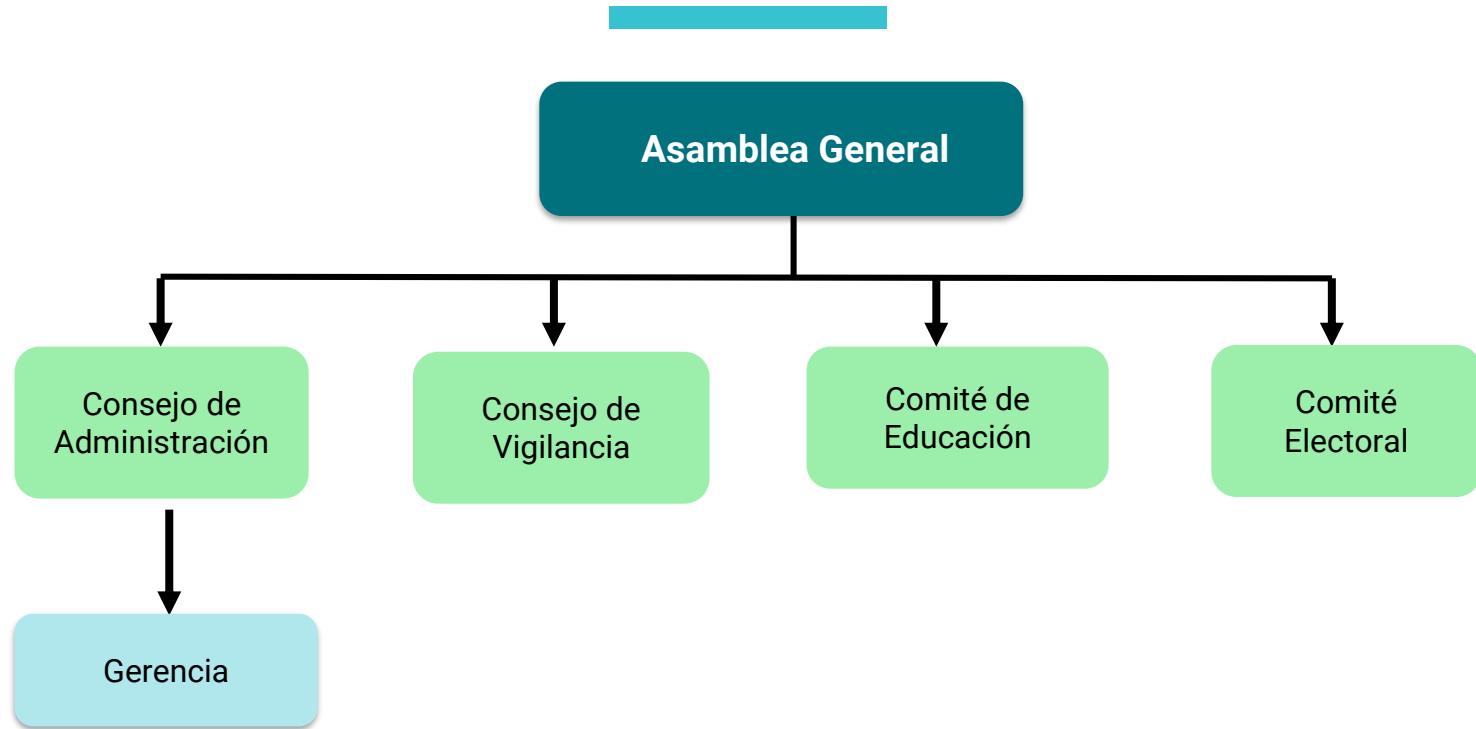 Asamblea General
Consejo de
Administración
Consejo de
Vigilancia
Comité de
Educación
Comité
Electoral
Gerencia